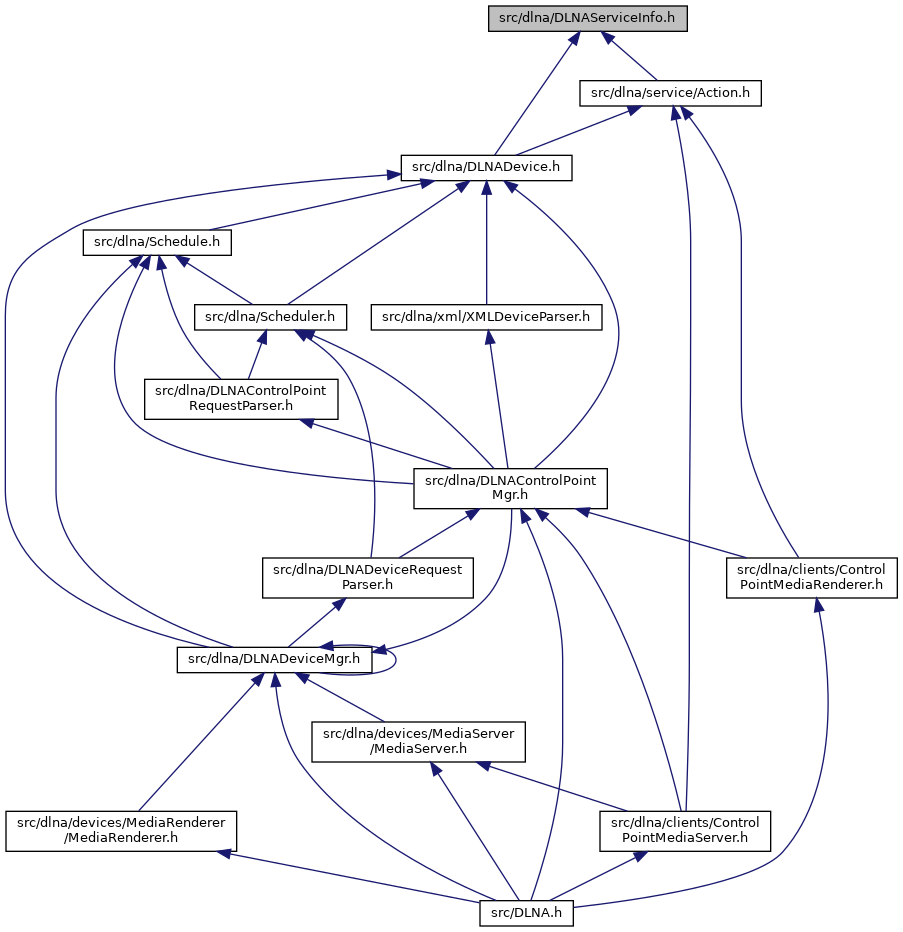 src/dlna/DLNAServiceInfo.h
src/dlna/service/Action.h
src/dlna/DLNADevice.h
src/dlna/Schedule.h
src/dlna/Scheduler.h
src/dlna/xml/XMLDeviceParser.h
src/dlna/DLNAControlPoint
RequestParser.h
src/dlna/DLNAControlPoint
Mgr.h
src/dlna/DLNADeviceRequest
Parser.h
src/dlna/clients/Control
PointMediaRenderer.h
src/dlna/DLNADeviceMgr.h
src/dlna/devices/MediaServer
/MediaServer.h
src/dlna/devices/MediaRenderer
/MediaRenderer.h
src/dlna/clients/Control
PointMediaServer.h
src/DLNA.h